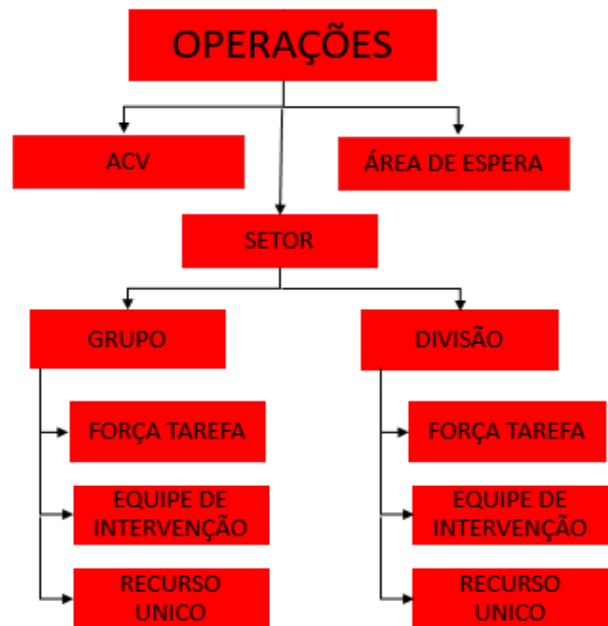 OPERAÇÕES
ACV
ÁREA DE ESPERA
SETOR
GRUPO
DIVISÃO
FORÇA TAREFA
FORÇA TAREFA
EQUIPE DE
INTERVENÇÃO
EQUIPE DE
INTERVENÇÃO
RECURSO
UNICO
RECURSO
UNICO